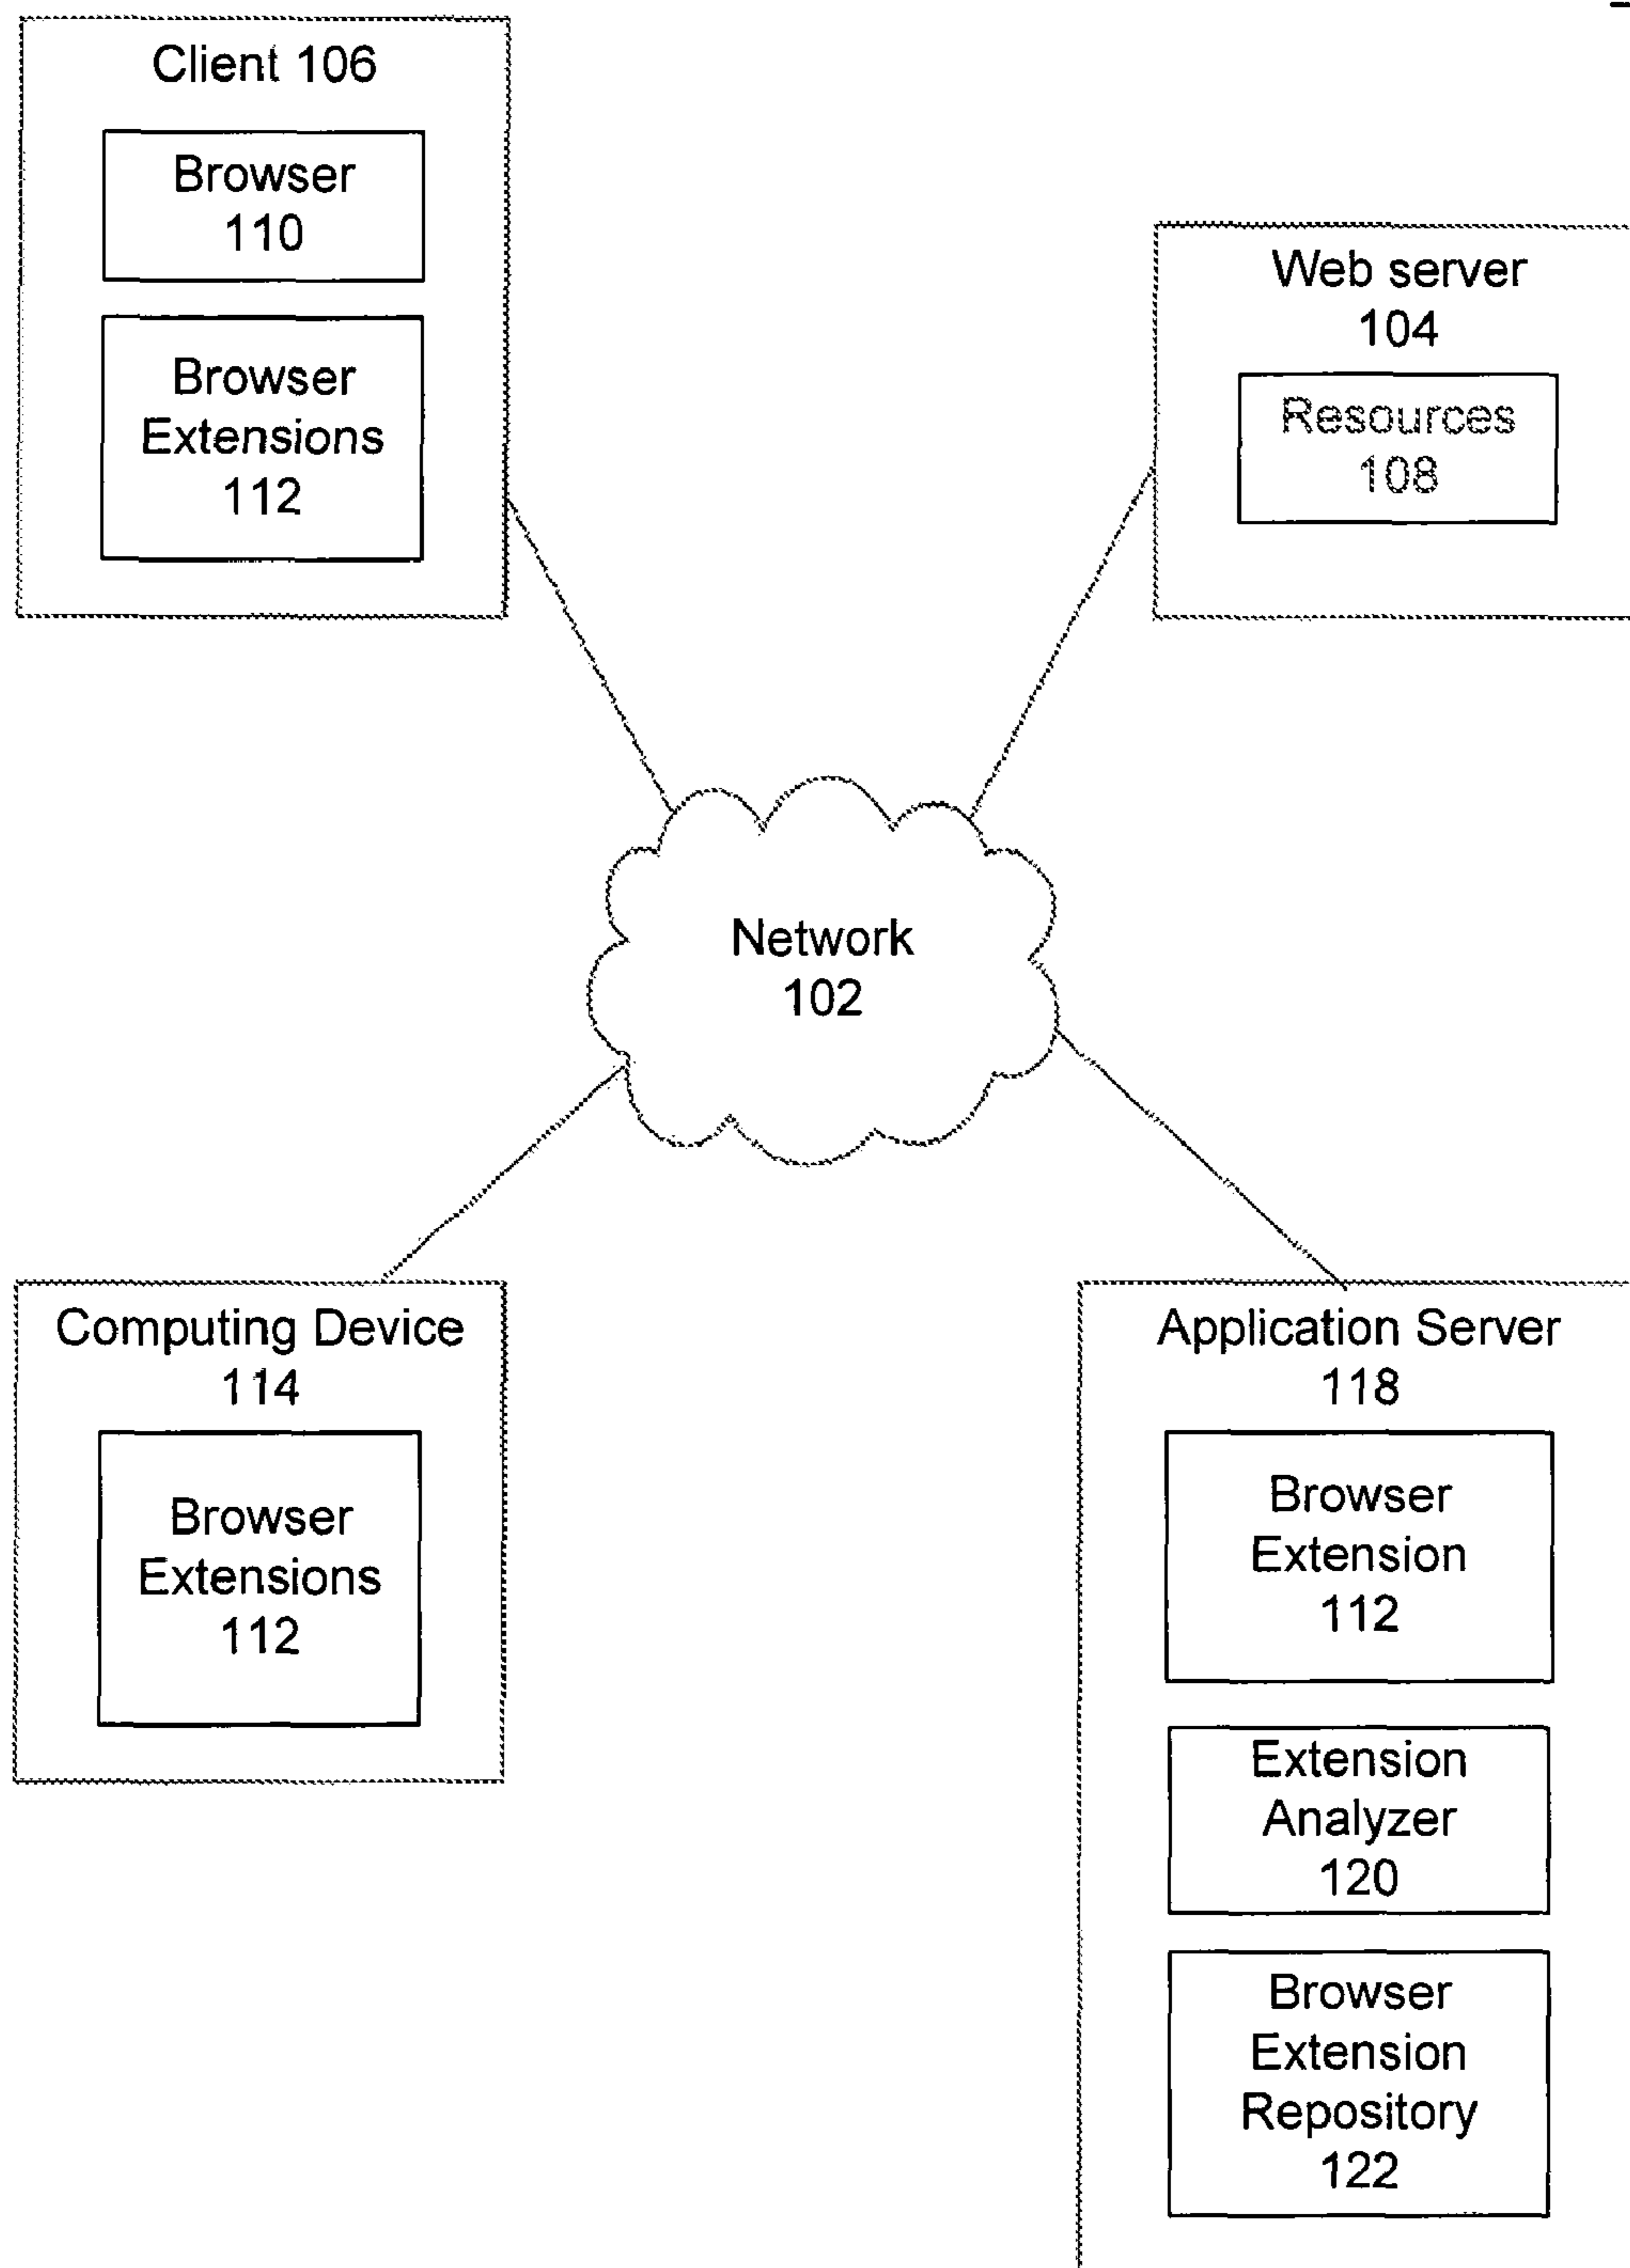 Client 106
Browser
110
Browser
Extensions
112
Web server
104
Resources
108
Network
102
Computing Device
114
Browser
Extensions
112
Application Server
118
Browser
Extension
112
Extension
Analyzer
120
Browser
Extension
Repository
122